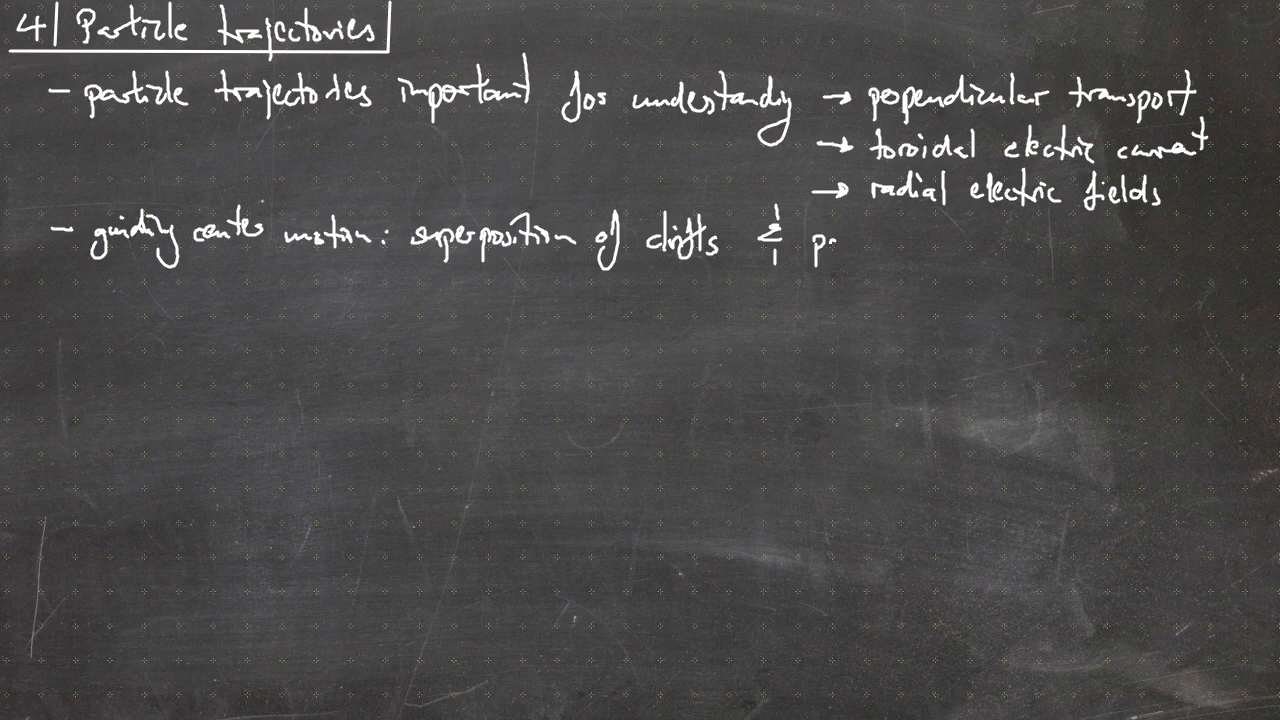 4| Particle trajectories
- particle trajectories important for understanding → perpendicular transport
→ toroidal electric current
→ radial electric fields
- guiding center motion: superposition of drifts &